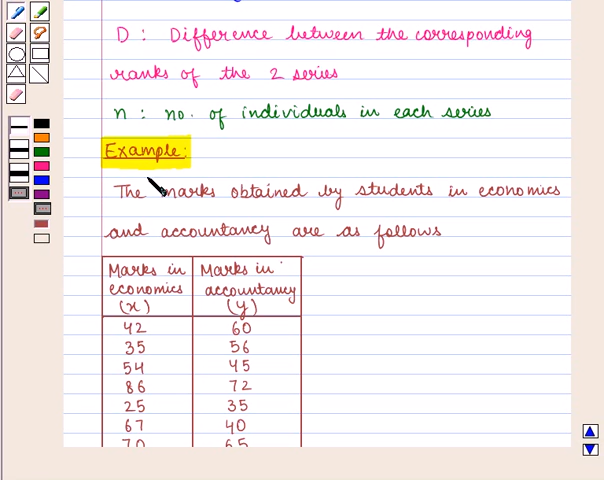 D : Difference between the corresponding
ranks of the 2 series
n : no. of individuals in each series
Example:
The marks obtained by students in economics
and accountancy are as follows
Marks in economics (x) Marks in accountancy (y)
42 60
35 56
54 45
86 72
25 35
67 40
70 65